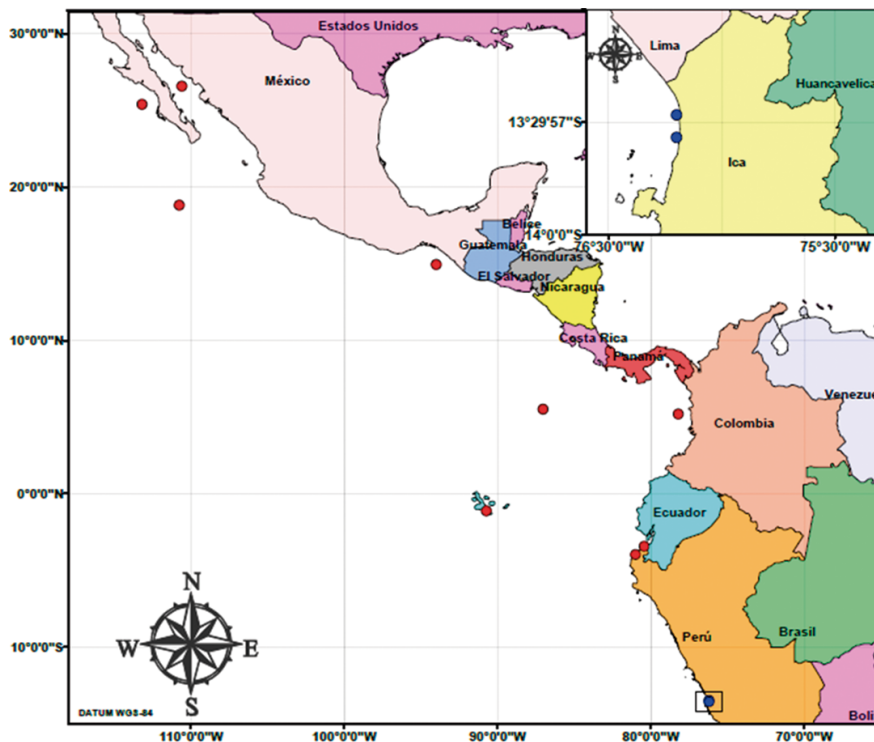 30°0'0"N
20°0'0"N
10°0'0"N
0°0'0"N
10°0'0"S
Estados Unidos
México
Belice
Guatemala
Honduras
El Salvador
Nicaragua
Costa Rica
Panamá
Colombia
Venezue
Ecuador
Perú
Brasil
Boli
Lima
Huancavelica
Ica
N
W E
S
13°29'57"S
14°0'0"S
76°30'0"W 75°30'0"W
N
W E
S
DATUM WGS-84
110°0'0"W 100°0'0"W 90°0'0"W 80°0'0"W 70°0'0"W